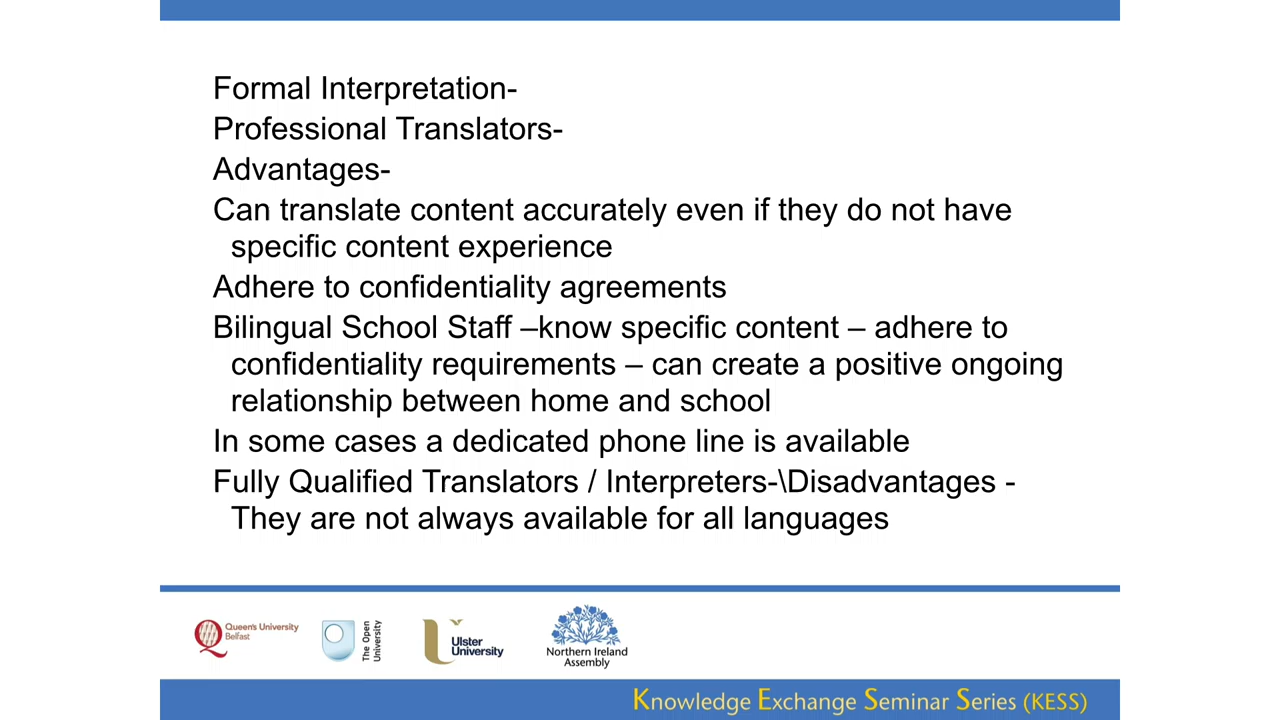 Formal Interpretation-
Professional Translators-
Advantages-
Can translate content accurately even if they do not have
specific content experience
Adhere to confidentiality agreements
Bilingual School Staff –know specific content – adhere to
confidentiality requirements – can create a positive ongoing
relationship between home and school
In some cases a dedicated phone line is available
Fully Qualified Translators / Interpreters-\Disadvantages -
They are not always available for all languages
Queen's University
Belfast
The Open
University
Ulster
University
Northern Ireland
Assembly
Knowledge Exchange Seminar Series (KESS)